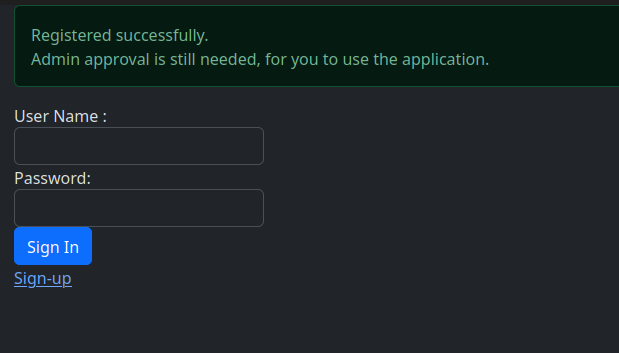 Registered successfully.
Admin approval is still needed, for you to use the application.
User Name :
Password:
Sign In
Sign-up